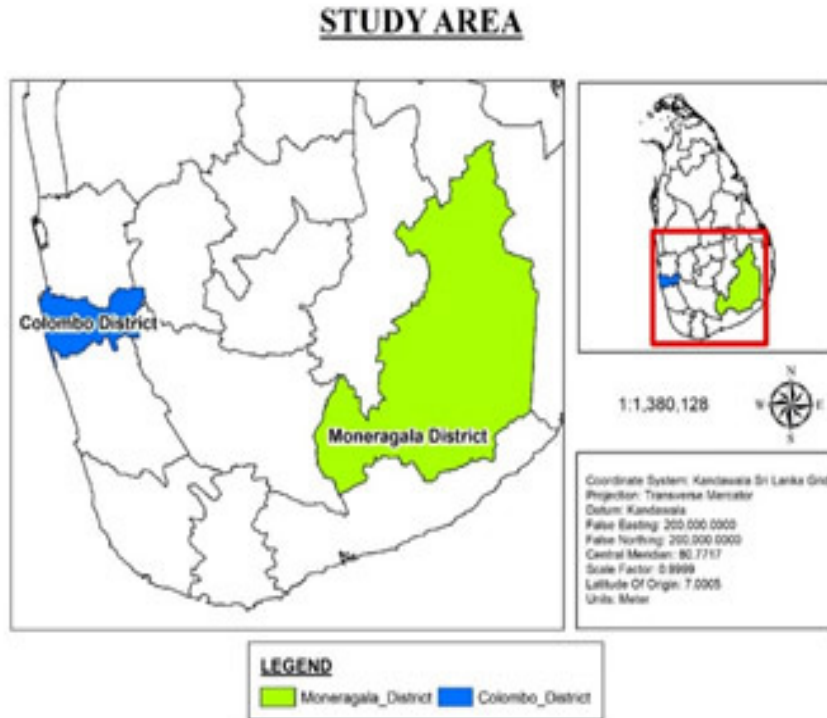 STUDY AREA
Colombo District
Moneragala District
N
W E
S
1:1,380,128
Coordinate System: Kandawala Sri Lanka Grid
Projection: Transverse Mercator
Datum: Kandawala
False Easting: 200,000.0000
False Northing: 200,000.0000
Central Meridian: 80.7717
Scale Factor: 0.9999
Latitude Of Origin: 7.0005
Units: Meter
LEGEND
Moneragala_District Colombo_District